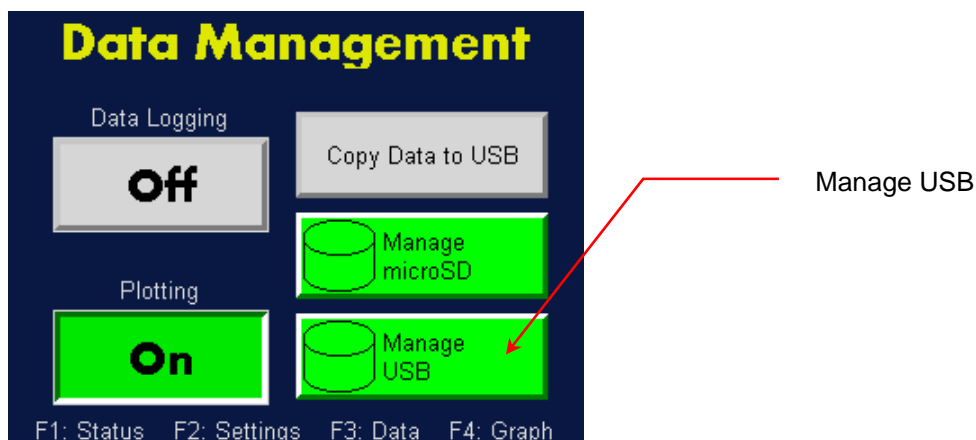 Data Management
Data Logging
Off
Copy Data to USB
Manage
microSD
Plotting
On
Manage
USB
F1: Status F2: Settings F3: Data F4: Graph
Manage USB